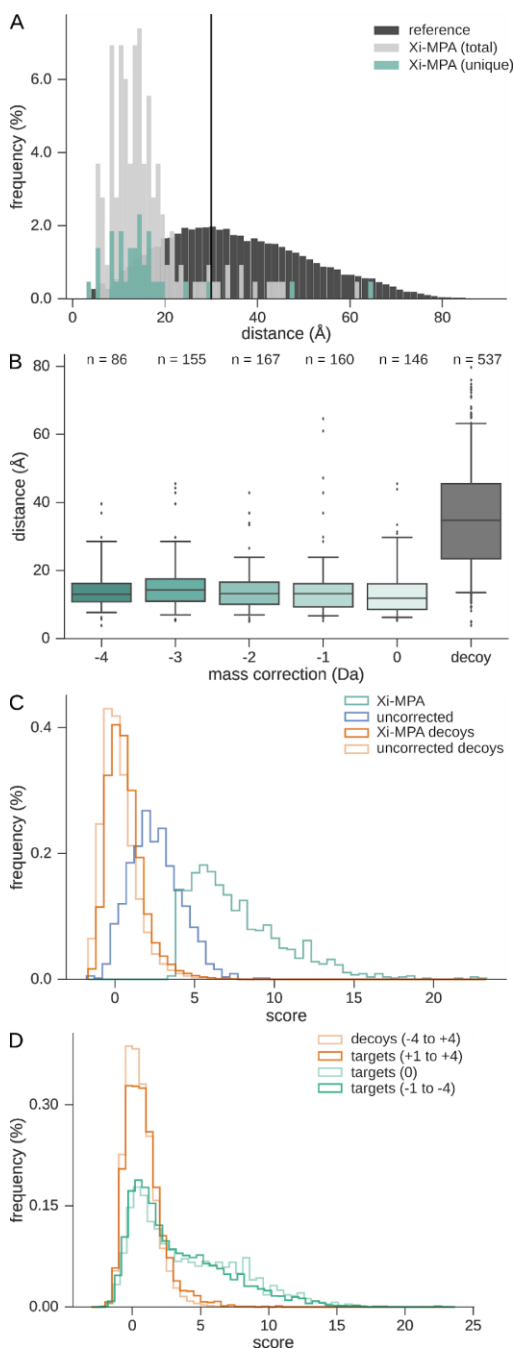 A
reference
Xi-MPA (total)
Xi-MPA (unique)
6.0
4.0
2.0
0.0
frequency (%)
0 20 40 60 80
distance (Å)
B
n = 86 n = 155 n = 167 n = 160 n = 146 n = 537
80
60
40
20
0
distance (Å)
-4 -3 -2 -1 0 decoy
mass correction (Da)
C
Xi-MPA
uncorrected
Xi-MPA decoys
uncorrected decoys
0.4
0.2
0.0
frequency (%)
0 5 10 15 20
score
D
decoys (-4 to +4)
targets (+1 to +4)
targets (0)
targets (-1 to -4)
0.30
0.15
0.00
frequency (%)
0 5 10 15 20 25
score